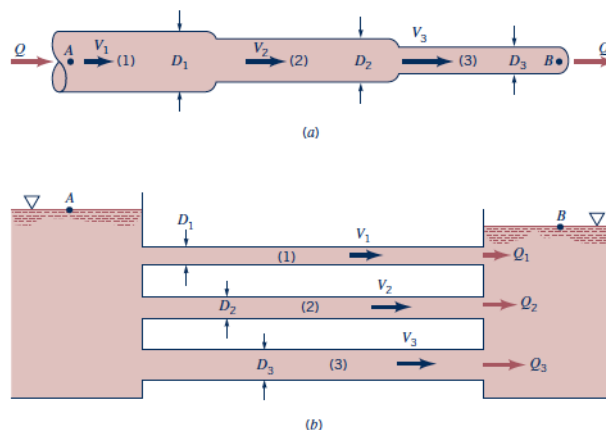 Q A V₁ (1) D₁ V₂ (2) D₂ V₃ (3) D₃ B Q
(a)
A B
D₁ V₁
(1) Q₁
V₂
D₂ (2) Q₂
V₃
D₃ (3) Q₃
(b)